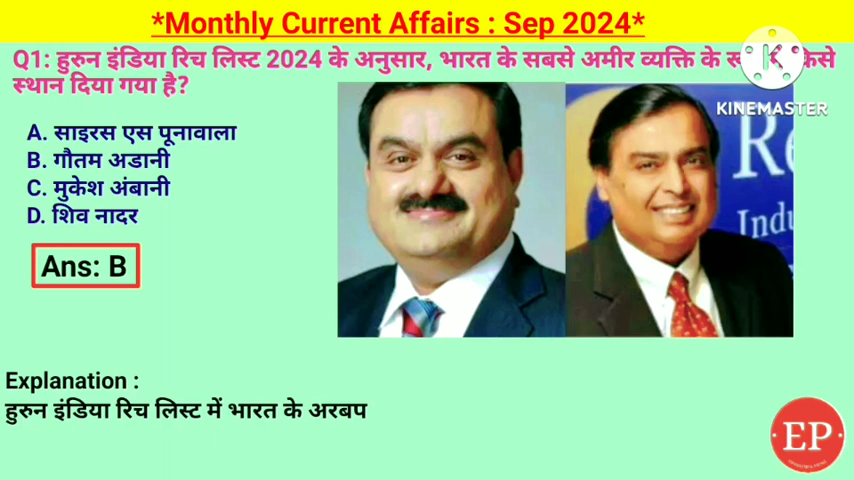 *Monthly Current Affairs : Sep 2024*
Q1: हुरुन इंडिया रिच लिस्ट 2024 के अनुसार, भारत के सबसे अमीर व्यक्ति के
स्थान दिया गया है?
KINEMASTER
A. साइरस एस पूनावाला
B. गौतम अडानी
C. मुकेश अंबानी
D. शिव नादर
Ans: B
Indu
Explanation :
हुरुन इंडिया रिच लिस्ट में भारत के अरबप
EP